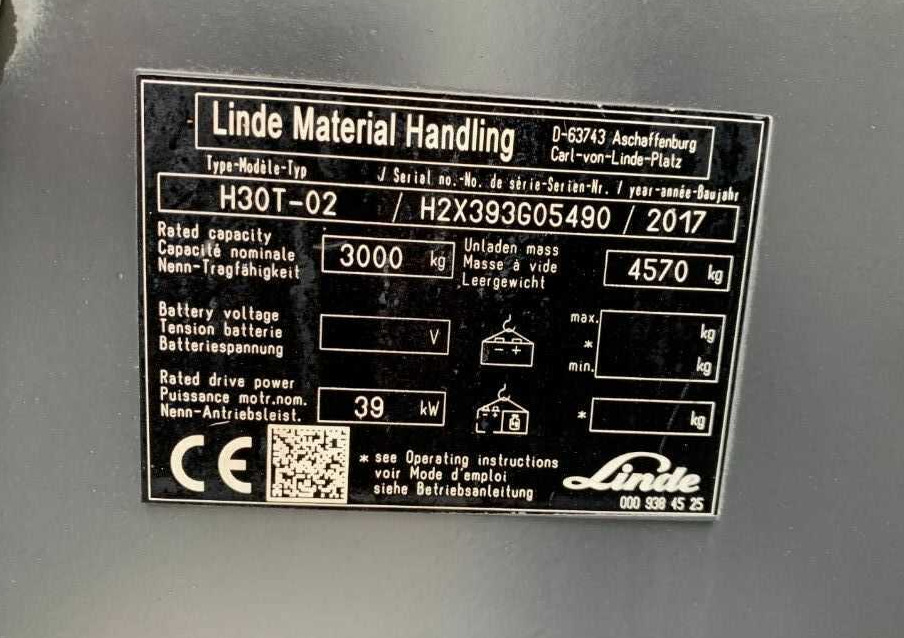 Linde Material Handling
D-63743 Aschaffenburg
Carl-von-Linde-Platz
Type-Modèle-Typ / Serial no.-No. de série-Serien-Nr. / year-année-Baujahr
H30T-02 / H2X393G05490 / 2017
Rated capacity
Capacité nominale
Nenn-Tragfähigkeit
3000 kg
Unladen mass
Masse à vide
Leergewicht
4570 kg
Battery voltage
Tension batterie
Batteriespannung
V
- +
max.
*
min.
kg
kg
Rated drive power
Puissance motr.nom.
Nenn-Antriebsleist.
39 kW
* kg
CE
* see Operating instructions
voir Mode d'emploi
siehe Betriebsanleitung
Linde
000 938 45 25